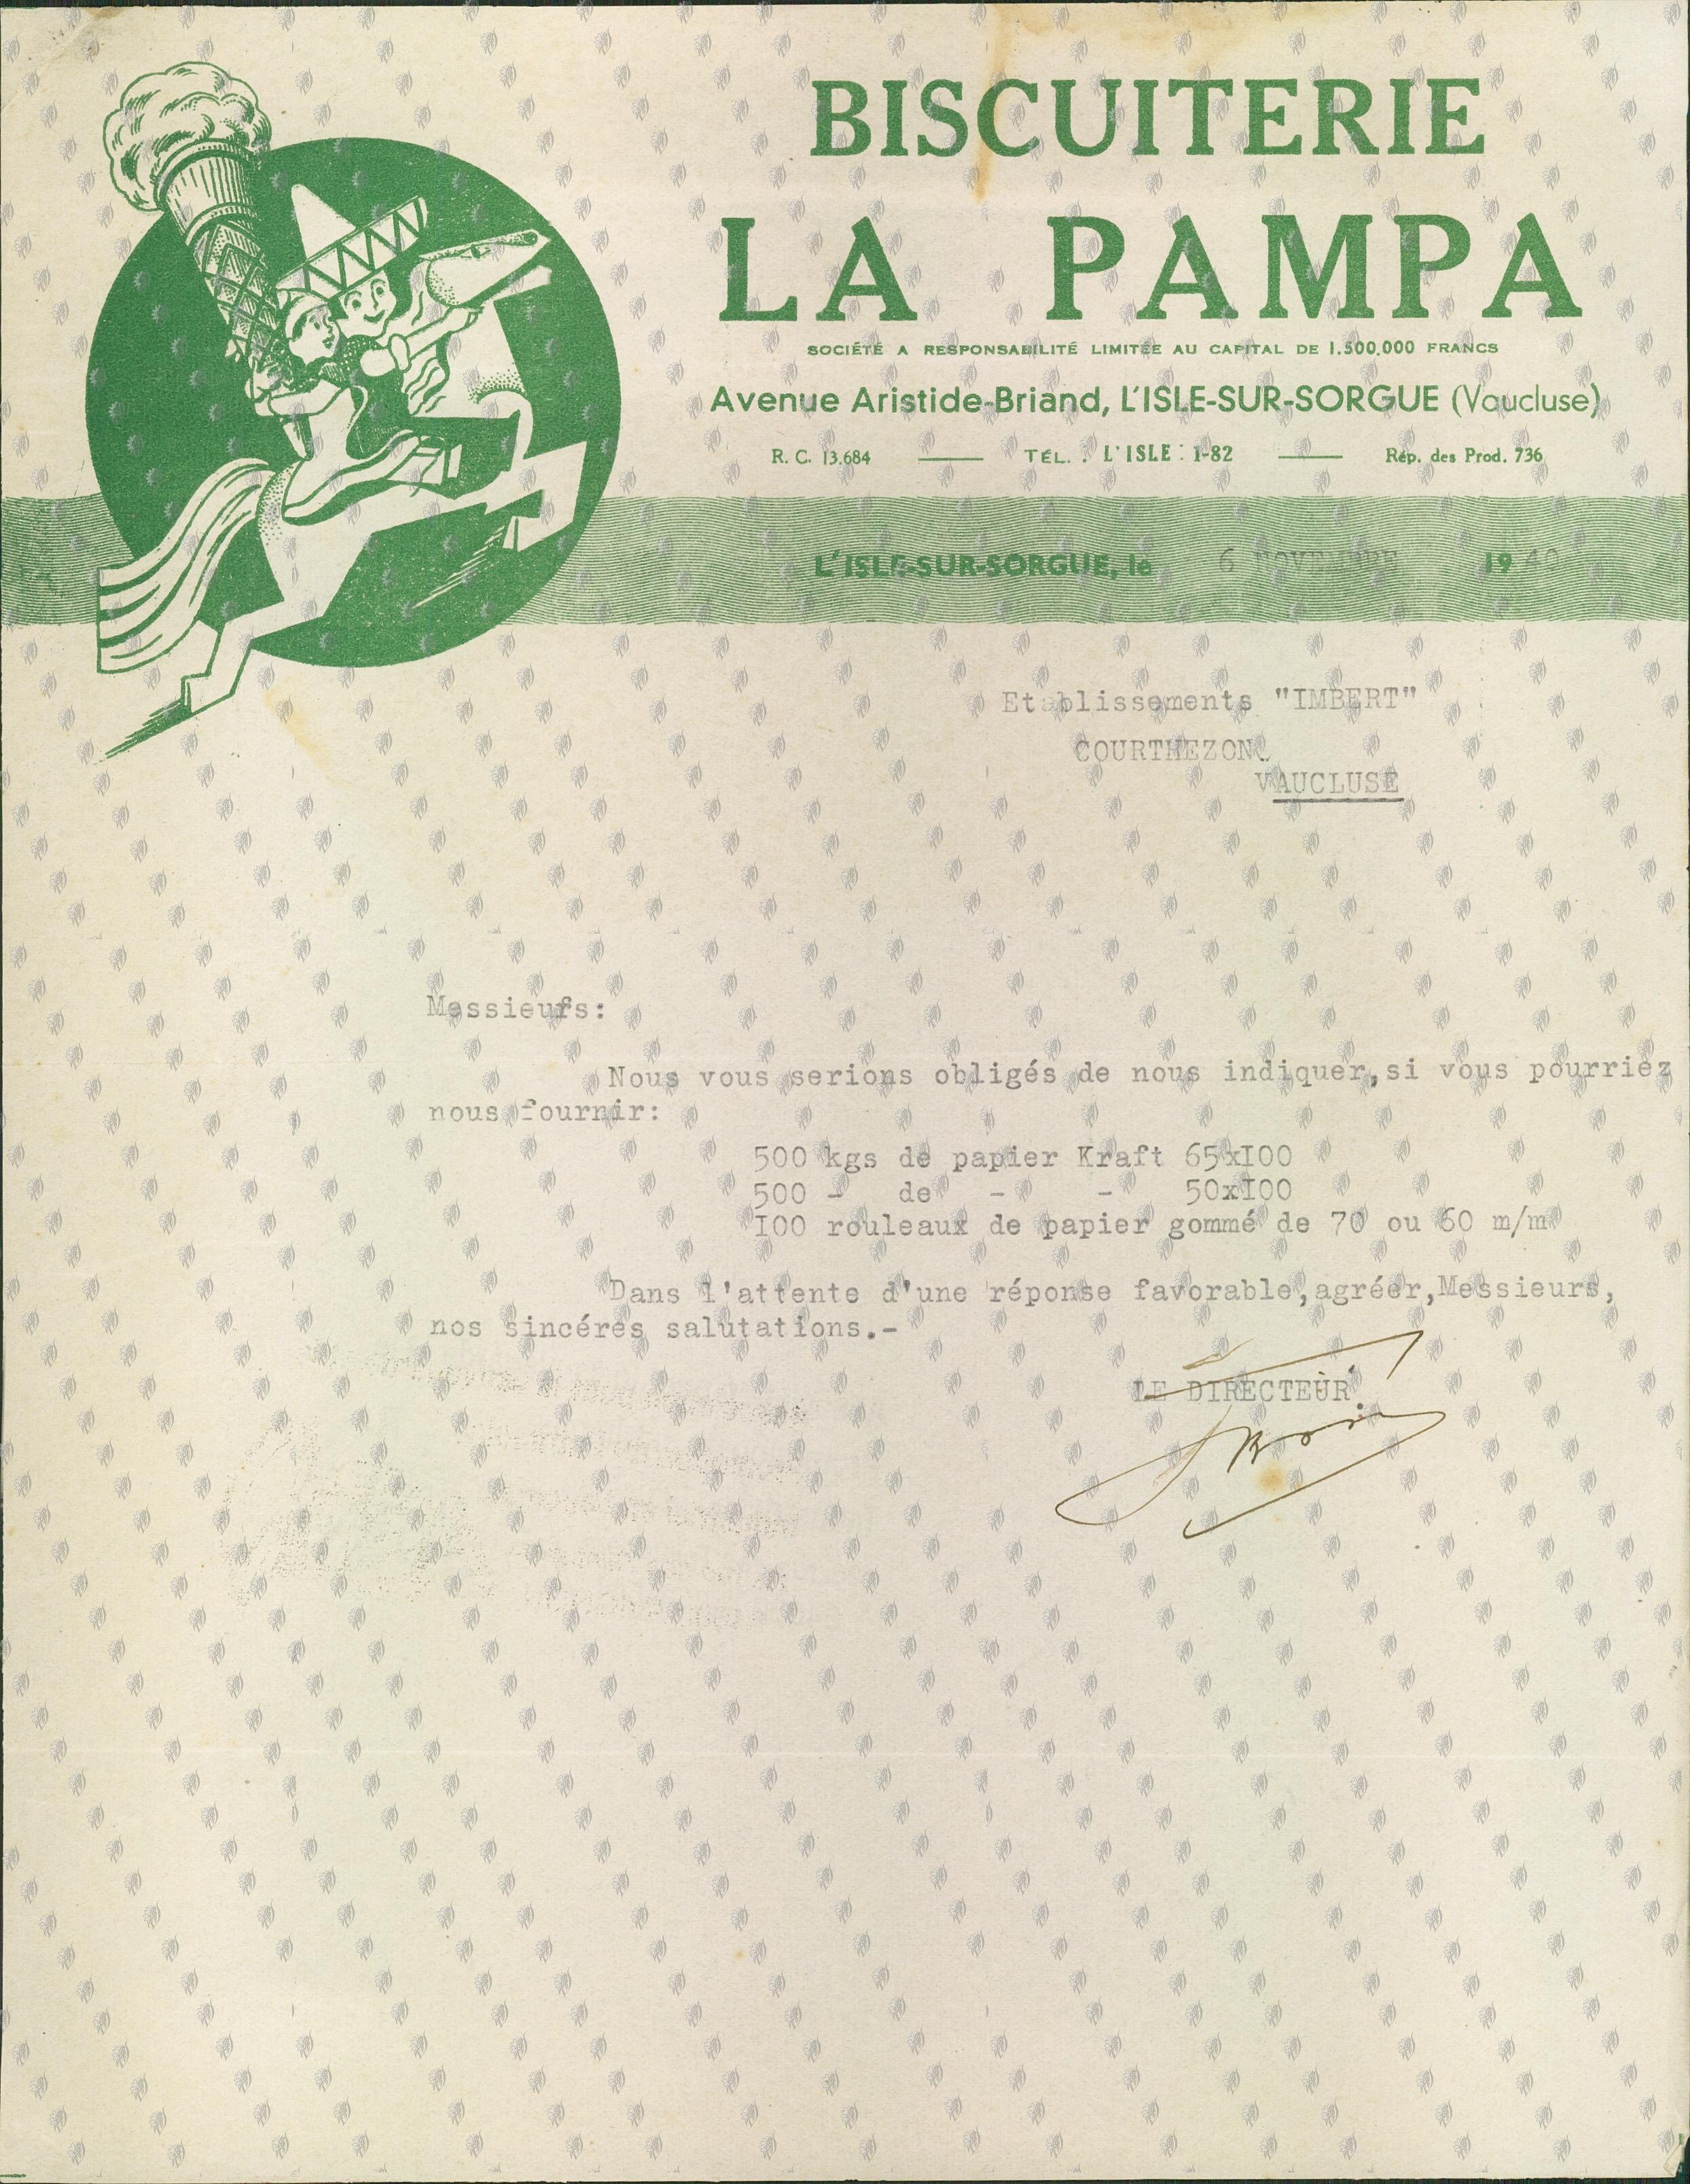 BISCUITERIE
LA PAMPA
SOCIÉTÉ A RESPONSABILITÉ LIMITÉE AU CAPITAL DE 1.500.000 FRANCS
Avenue Aristide-Briand, L'ISLE-SUR-SORGUE (Vaucluse)
R. C. 13.684 TÉL. : L'ISLE : 1-82 Rép. des Prod. 736
L'ISLE-SUR-SORGUE, le 6 NOVEMBRE 1940
Etablissements "IMBERT"
COURTHEZON
VAUCLUSE
Messieurs:
Nous vous serions obligés de nous indiquer,si vous pourriez
nous fournir:
500 kgs de papier Kraft 65xI00
500 - de - - 50xI00
I00 rouleaux de papier gommé de 70 ou 60 m/m
Dans l'attente d'une réponse favorable,agréer,Messieurs,
nos sincéres salutations.-
LE DIRECTEUR.